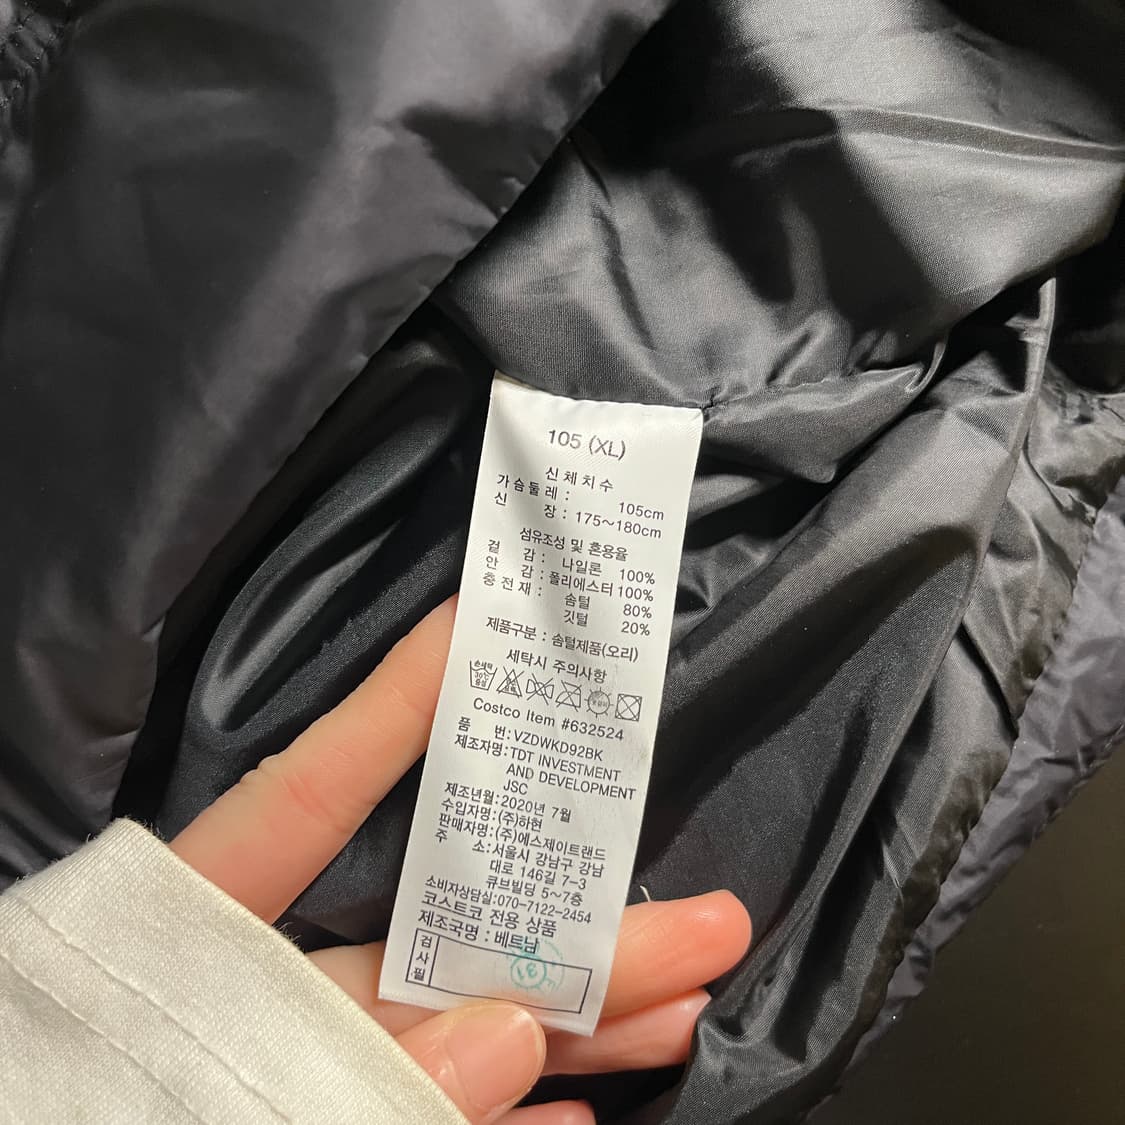 105 (XL)
신체치수
가슴둘레 : 105cm
신 장 : 175~180cm
섬유조성 및 혼용율
겉 감 : 나일론 100%
안 감 : 폴리에스터 100%
충전재 : 솜털 80%
깃털 20%
제품구분 : 솜털제품(오리)
세탁시 주의사항
손세탁
30℃
중성
Costco Item #632524
품 번: VZDWKD92BK
제조자명: TDT INVESTMENT
AND DEVELOPMENT
JSC
제조년월: 2020년 7월
수입자명: (주)하현
판매자명: (주)에스제이트랜드
주 소: 서울시 강남구 강남
대로 146길 7-3
큐브빌딩 5~7층
소비자상담실: 070-7122-2454
코스트코 전용 상품
제조국명 : 베트남
검사필